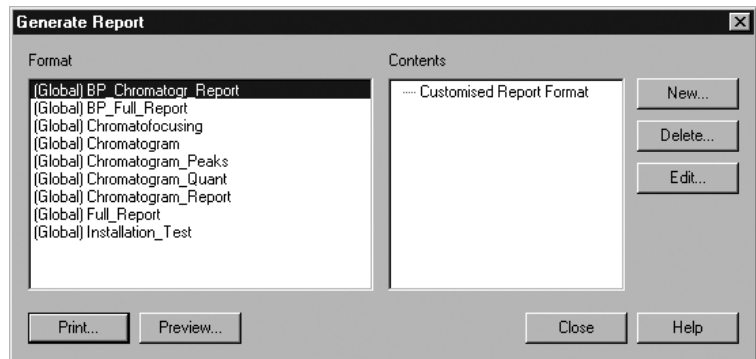 Generate Report
Format
(Global) BP_Chromatogr_Report
(Global) BP_Full_Report
(Global) Chromatofocusing
(Global) Chromatogram
(Global) Chromatogram_Peaks
(Global) Chromatogram_Quant
(Global) Chromatogram_Report
(Global) Full_Report
(Global) Installation_Test
Contents
Customised Report Format
New...
Delete...
Edit...
Print...
Preview...
Close
Help